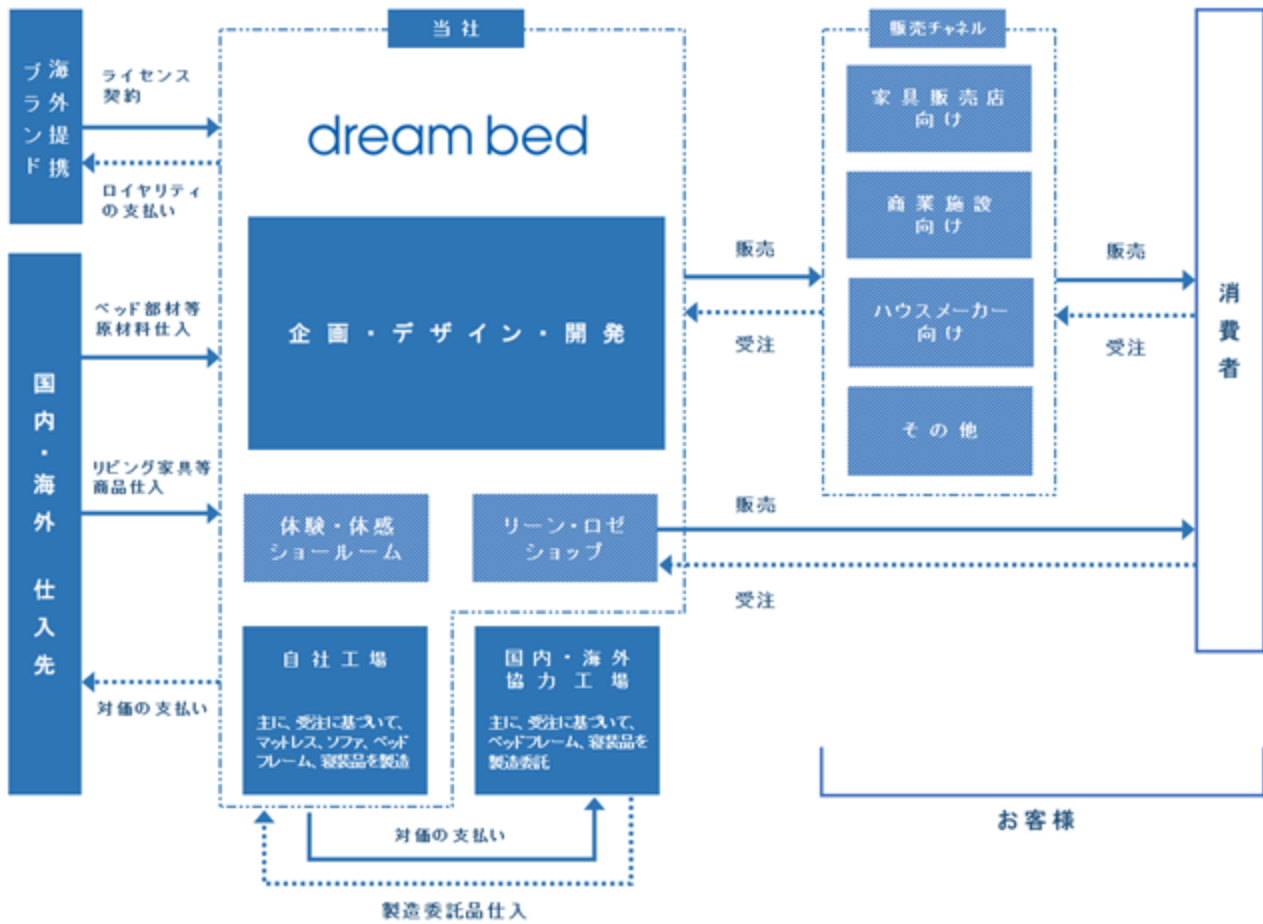 海外提携
ブランド
ライセンス
契約
ロイヤリティ
の支払い
国内・海外 仕入先
ベッド部材等
原材料仕入
リビング家具等
商品仕入
対価の支払い
当社
dream bed
企画・デザイン・開発
体験・体感
ショールーム
リーン・ロゼ
ショップ
自社工場
主に、受注に基づいて、
マットレス、ソファ、ベッド
フレーム、寝装品を製造
国内・海外
協力工場
主に、受注に基づいて、
ベッドフレーム、寝装品を
製造委託
対価の支払い
製造委託品仕入
販売
受注
販売チャネル
家具販売店
向け
商業施設
向け
ハウスメーカー
向け
その他
販売
受注
販売
受注
消費者
お客様